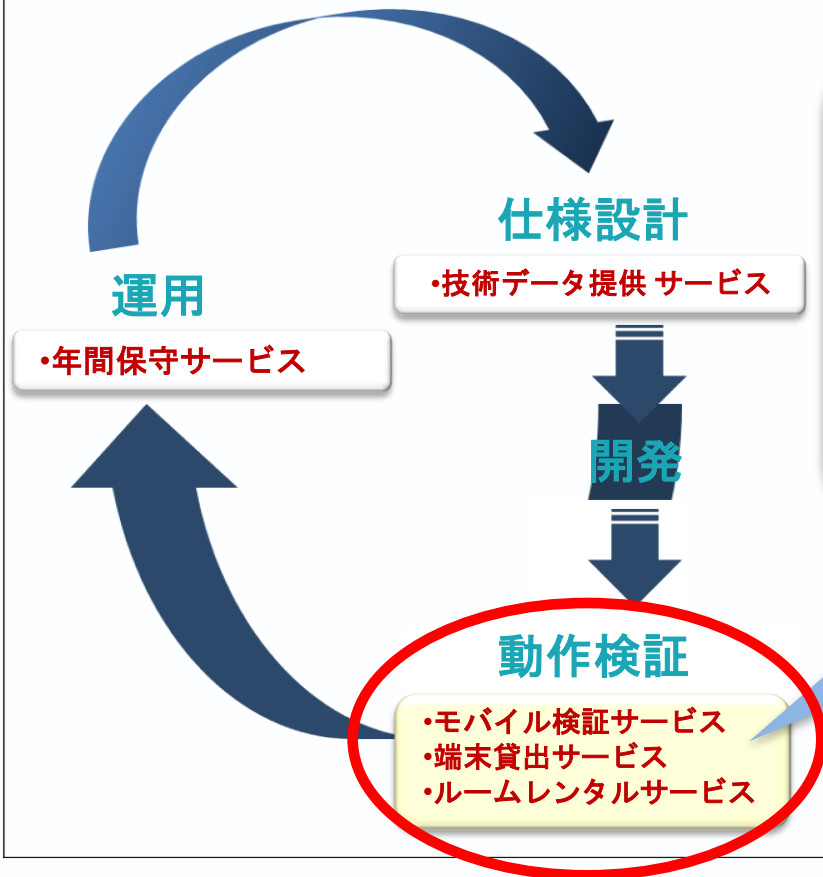 仕様設計
•技術データ提供 サービス
運用
•年間保守サービス
開発
動作検証
•モバイル検証サービス
•端末貸出サービス
•ルームレンタルサービス